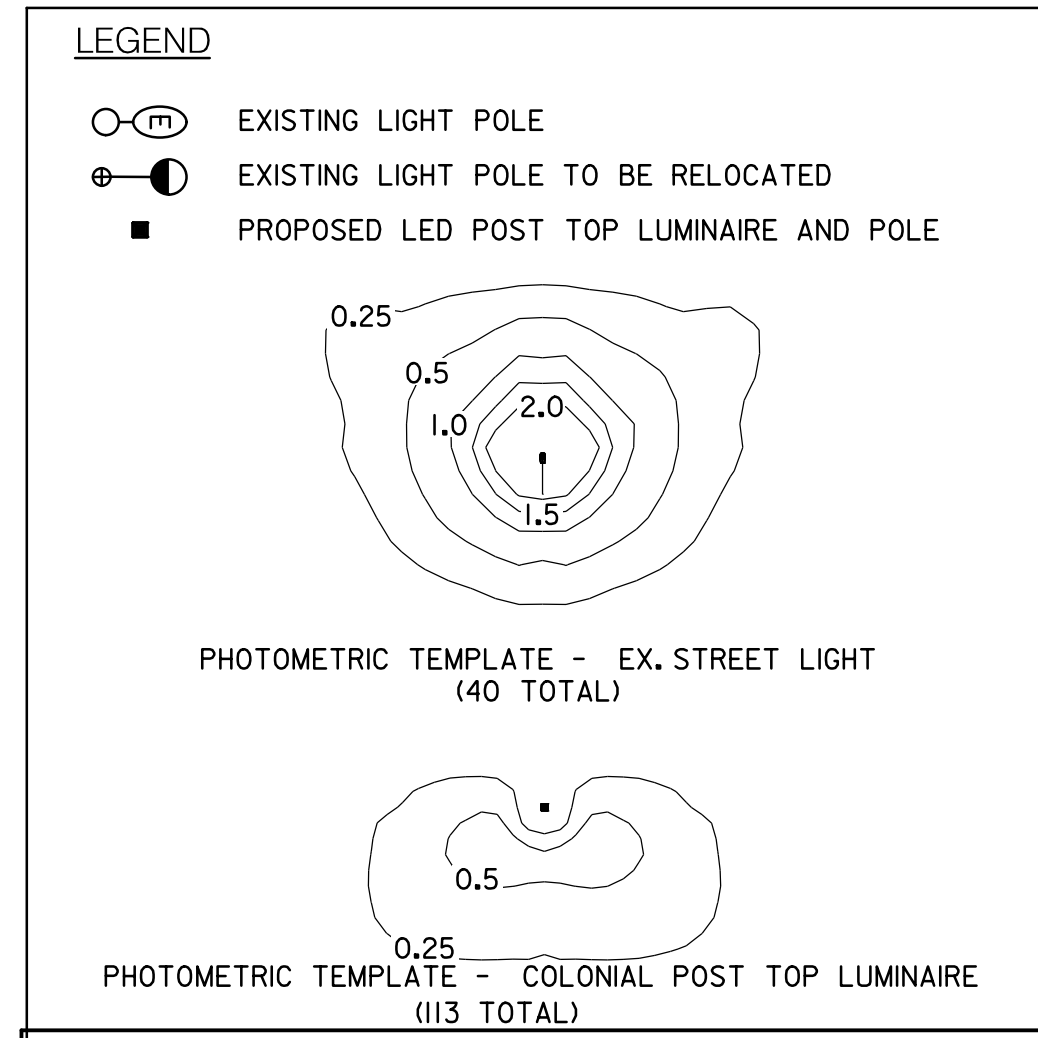 LEGEND
E
EXISTING LIGHT POLE
EXISTING LIGHT POLE TO BE RELOCATED
PROPOSED LED POST TOP LUMINAIRE AND POLE
0.25
0.5
1.0
2.0
1.5
PHOTOMETRIC TEMPLATE - EX. STREET LIGHT
(40 TOTAL)
0.5
0.25
PHOTOMETRIC TEMPLATE - COLONIAL POST TOP LUMINAIRE
(113 TOTAL)